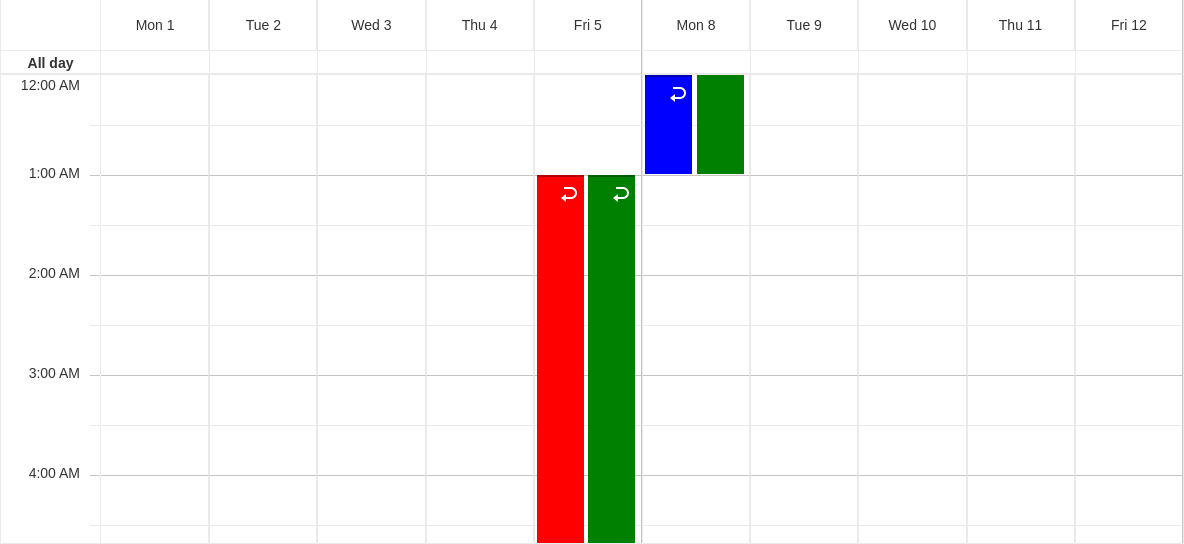 Mon 1 Tue 2 Wed 3 Thu 4 Fri 5 Mon 8 Tue 9 Wed 10 Thu 11 Fri 12
All day
12:00 AM
1:00 AM
2:00 AM
3:00 AM
4:00 AM